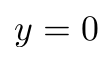 y = 0